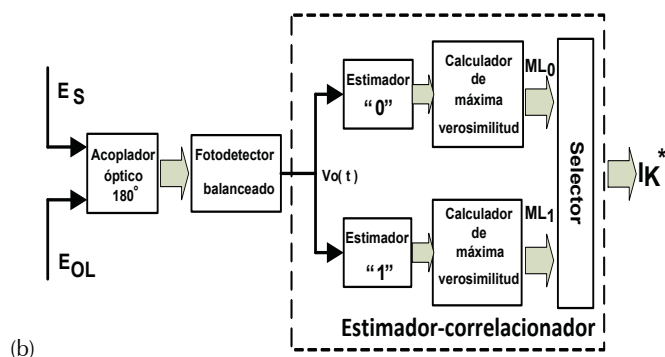 E S
Acoplador
óptico
180°
E OL
Fotodetector
balanceado
Vo( t )
Estimador
“ 0”
Calculador
de
máxima
verosimilitud
ML0
Estimador
“1”
Calculador
de
máxima
verosimilitud
ML1
Selector
IK*
Estimador-correlacionador
(b)